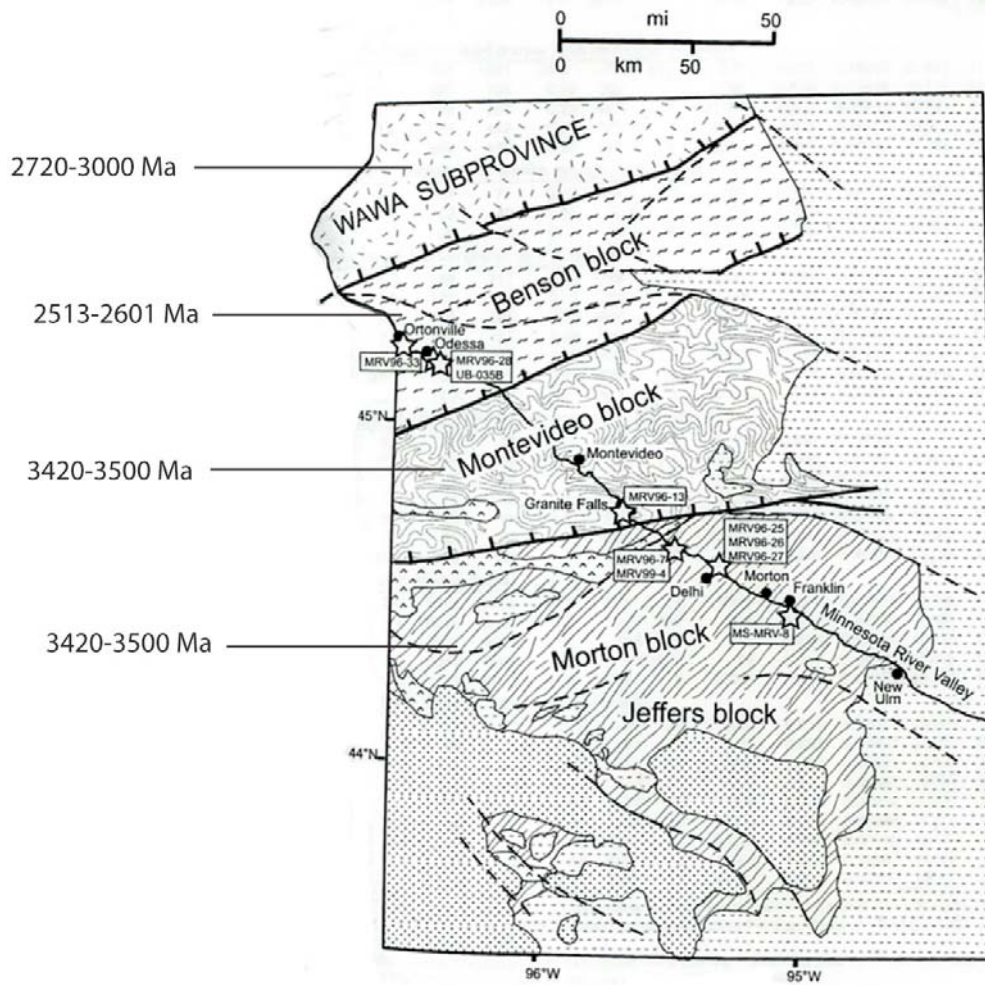 0 mi 50
0 km 50
2720-3000 Ma
WAWA SUBPROVINCE
Benson block
2513-2601 Ma
Ortonville
Odessa
MRV96-33
MRV96-28
UB-035B
45°N
Montevideo block
3420-3500 Ma
Montevideo
Granite Falls
MRV96-13
MRV96-25
MRV96-26
MRV96-27
MRV96-7
MRV99-4
Delhi
Morton
Franklin
MS-MRV-8
Minnesota River Valley
3420-3500 Ma
Morton block
New
Ulm
Jeffers block
44°N
96°W
95°W